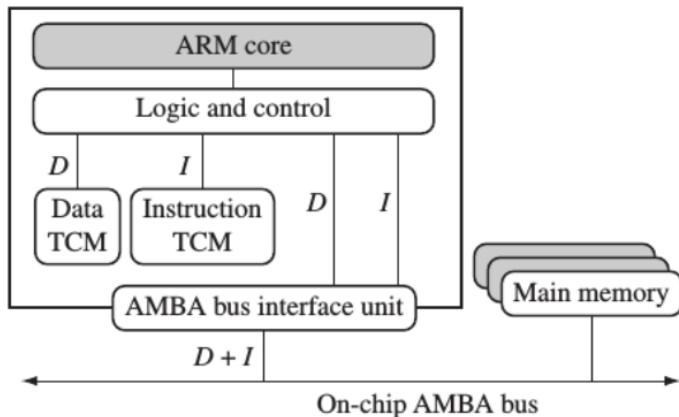 ARM core
Logic and control
D
I
D
I
Data
TCM
Instruction
TCM
Main memory
AMBA bus interface unit
D + I
On-chip AMBA bus